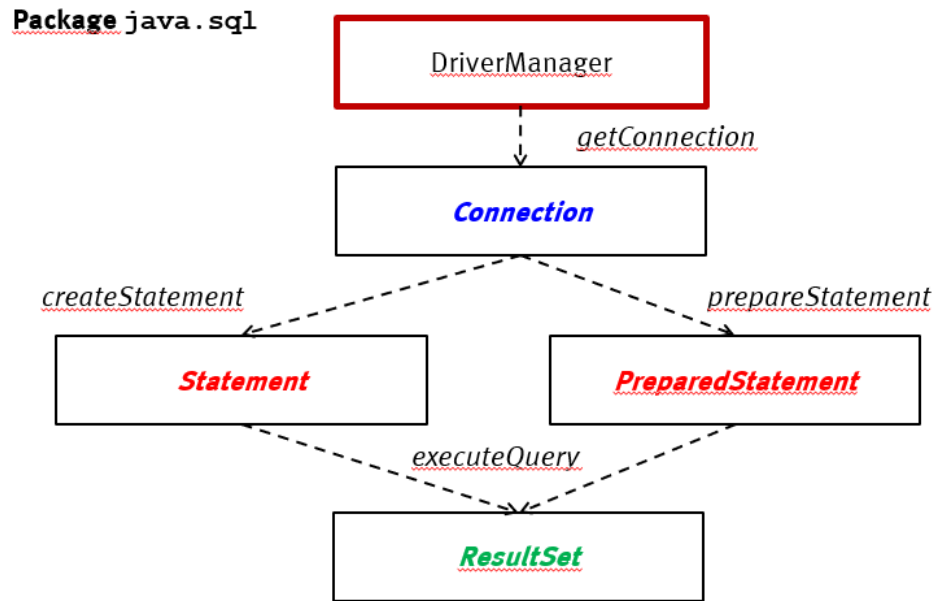 Package java.sql
DriverManager
getConnection
Connection
createStatement
prepareStatement
Statement
PreparedStatement
executeQuery
ResultSet